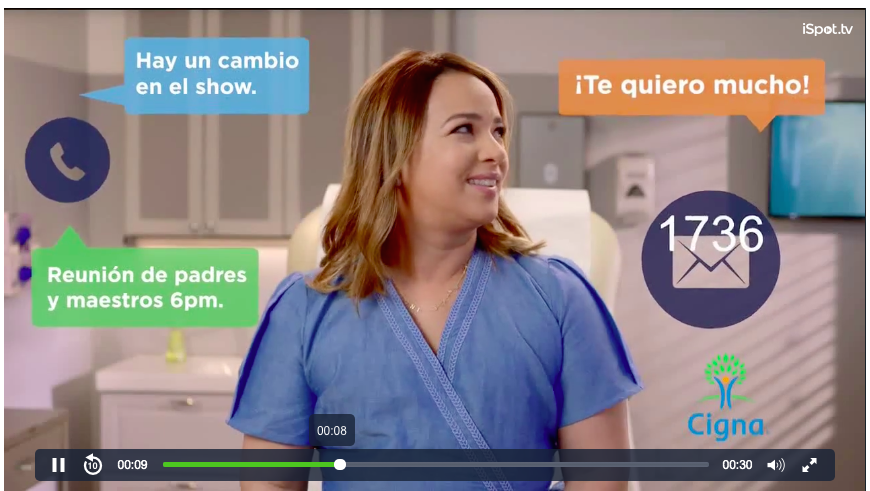 iSpot.tv
Hay un cambio
en el show.
¡Te quiero mucho!
1736
Reunión de padres
y maestros 6pm.
Cigna
00:08
10
00:09
00:30